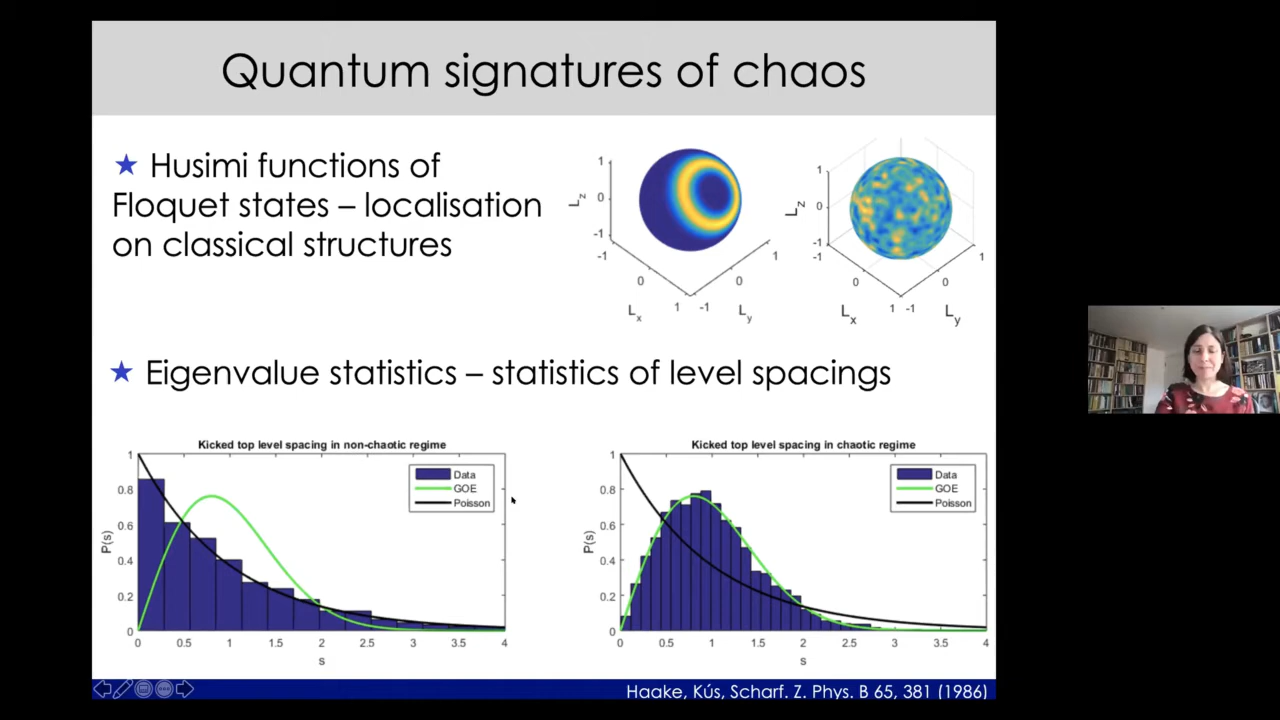 Quantum signatures of chaos
★ Husimi functions of
Floquet states – localisation
on classical structures
1
0
-1
L_z
-1
0
1
L_x
-1
0
1
L_y
1
0
-1
L_z
-1
0
1
L_x
-1
0
1
L_y
★ Eigenvalue statistics – statistics of level spacings
Kicked top level spacing in non-chaotic regime
Data
GOE
Poisson
P(s)
1
0.8
0.6
0.4
0.2
0
0 0.5 1 1.5 2 2.5 3 3.5 4
s
Kicked top level spacing in chaotic regime
Data
GOE
Poisson
P(s)
1
0.8
0.6
0.4
0.2
0
0 0.5 1 1.5 2 2.5 3 3.5 4
s
Haake, Kús, Scharf. Z. Phys. B 65, 381 (1986)